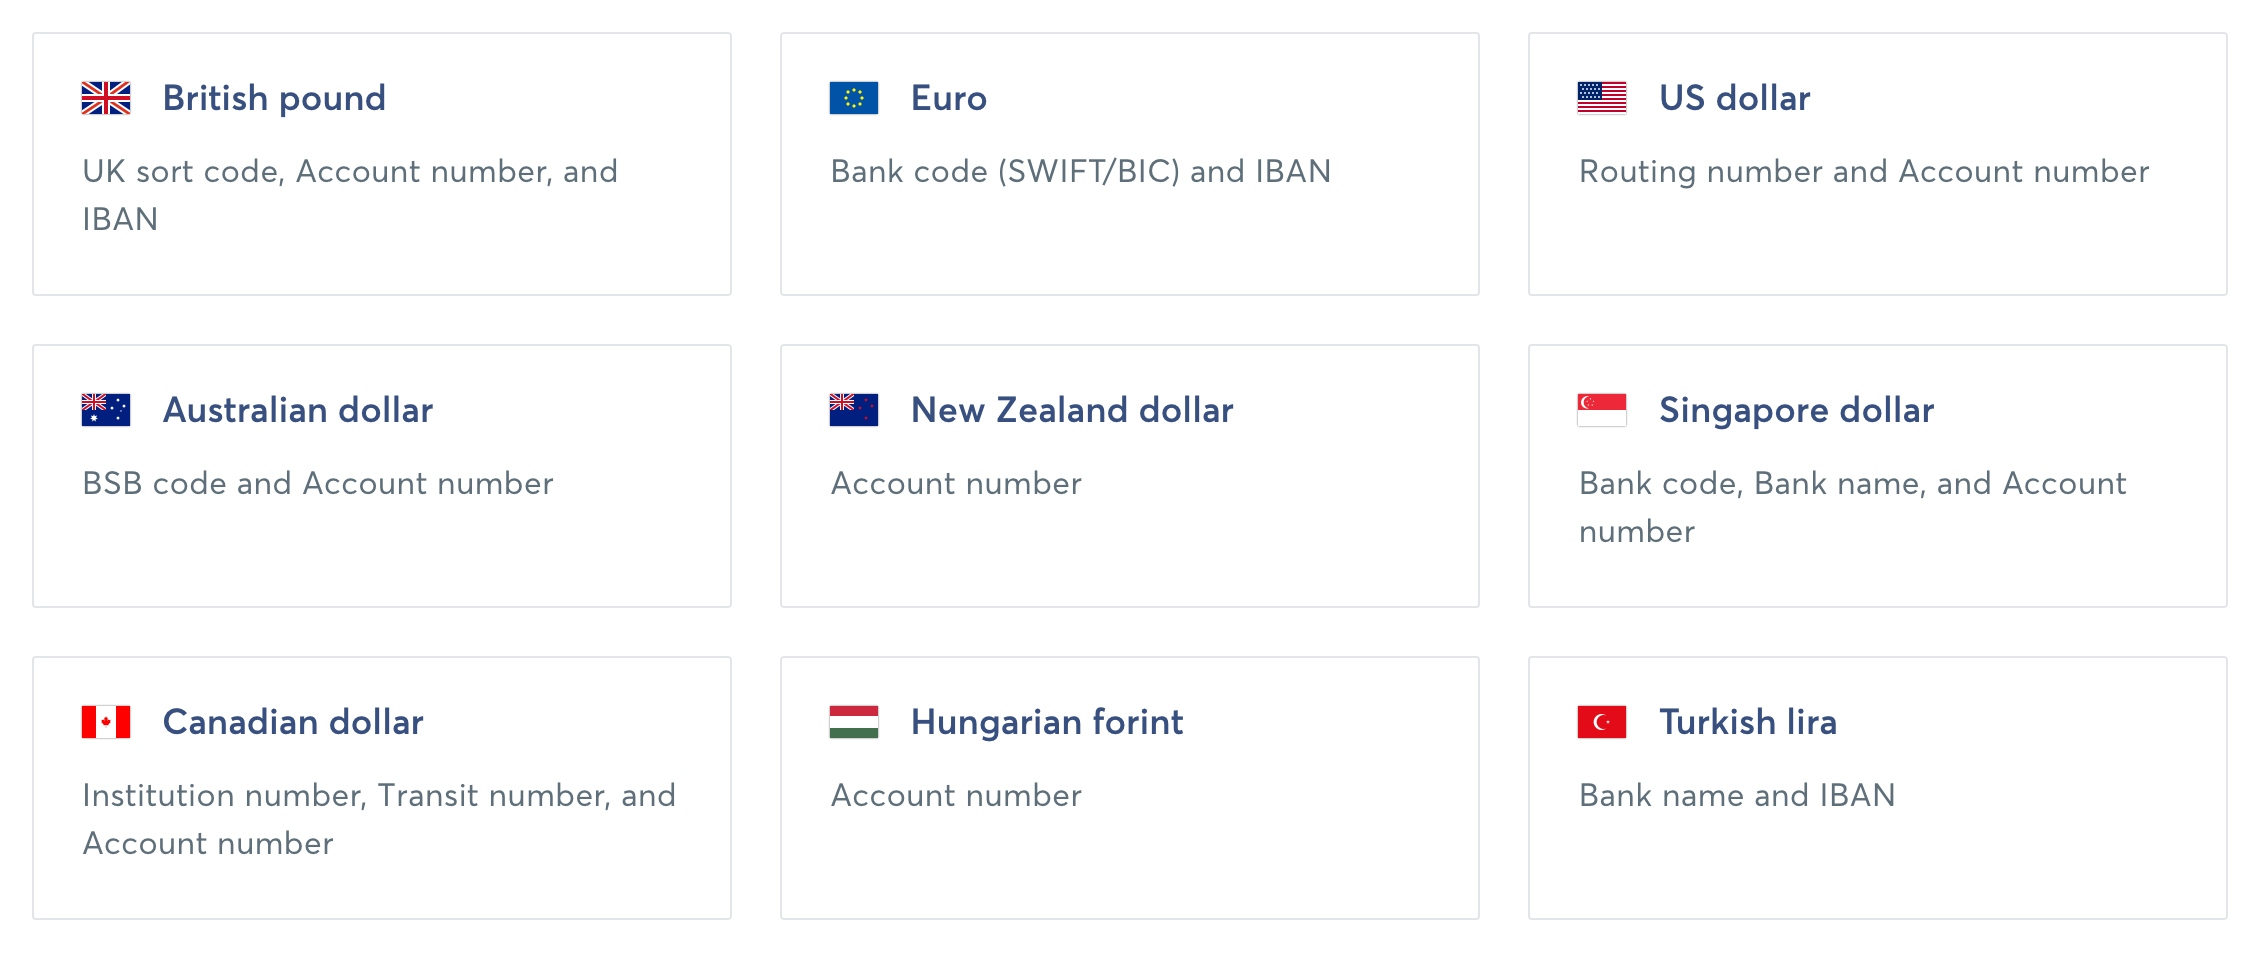 British pound
UK sort code, Account number, and
IBAN
Euro
Bank code (SWIFT/BIC) and IBAN
US dollar
Routing number and Account number
Australian dollar
BSB code and Account number
New Zealand dollar
Account number
Singapore dollar
Bank code, Bank name, and Account
number
Canadian dollar
Institution number, Transit number, and
Account number
Hungarian forint
Account number
Turkish lira
Bank name and IBAN